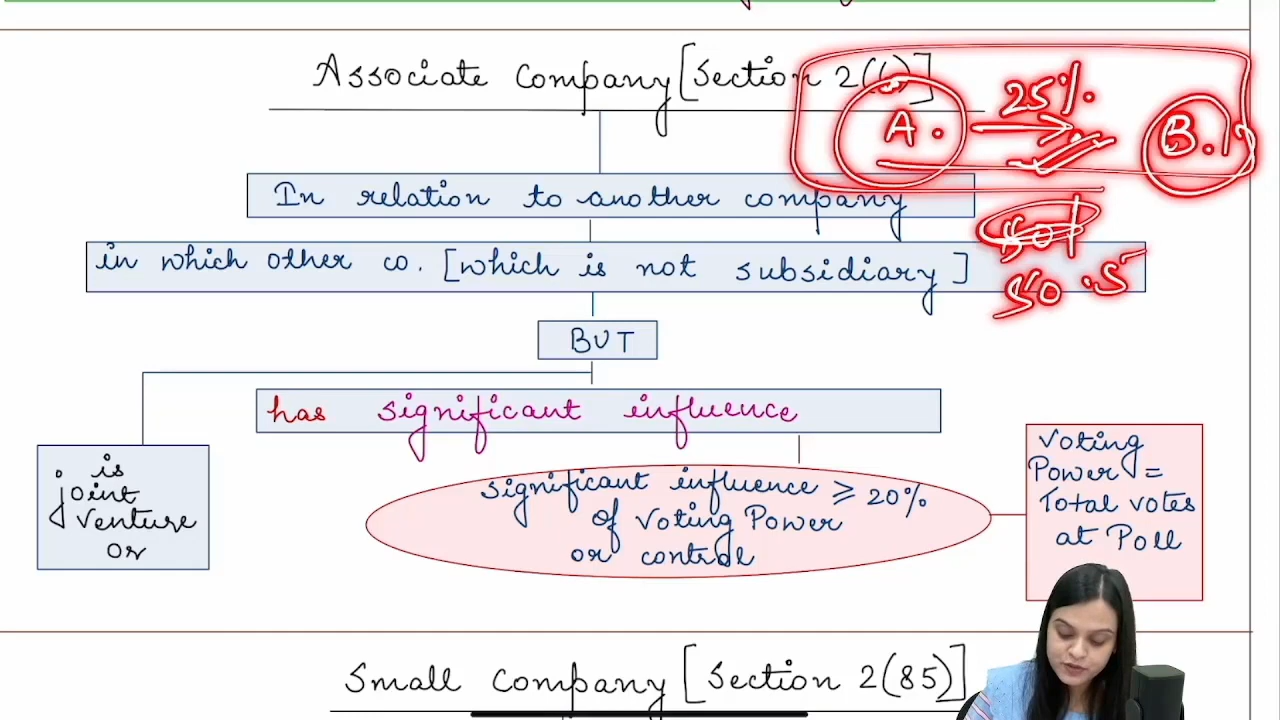 Associate Company [Section 2(6)]
A. 25% B.
In relation to another company
in which other co. [which is not subsidiary]
50.5
BUT
has significant influence
is
joint
venture
or
significant influence ≥ 20%
of voting Power
or control
Voting
Power =
Total votes
at Poll
Small Company [Section 2(85)]